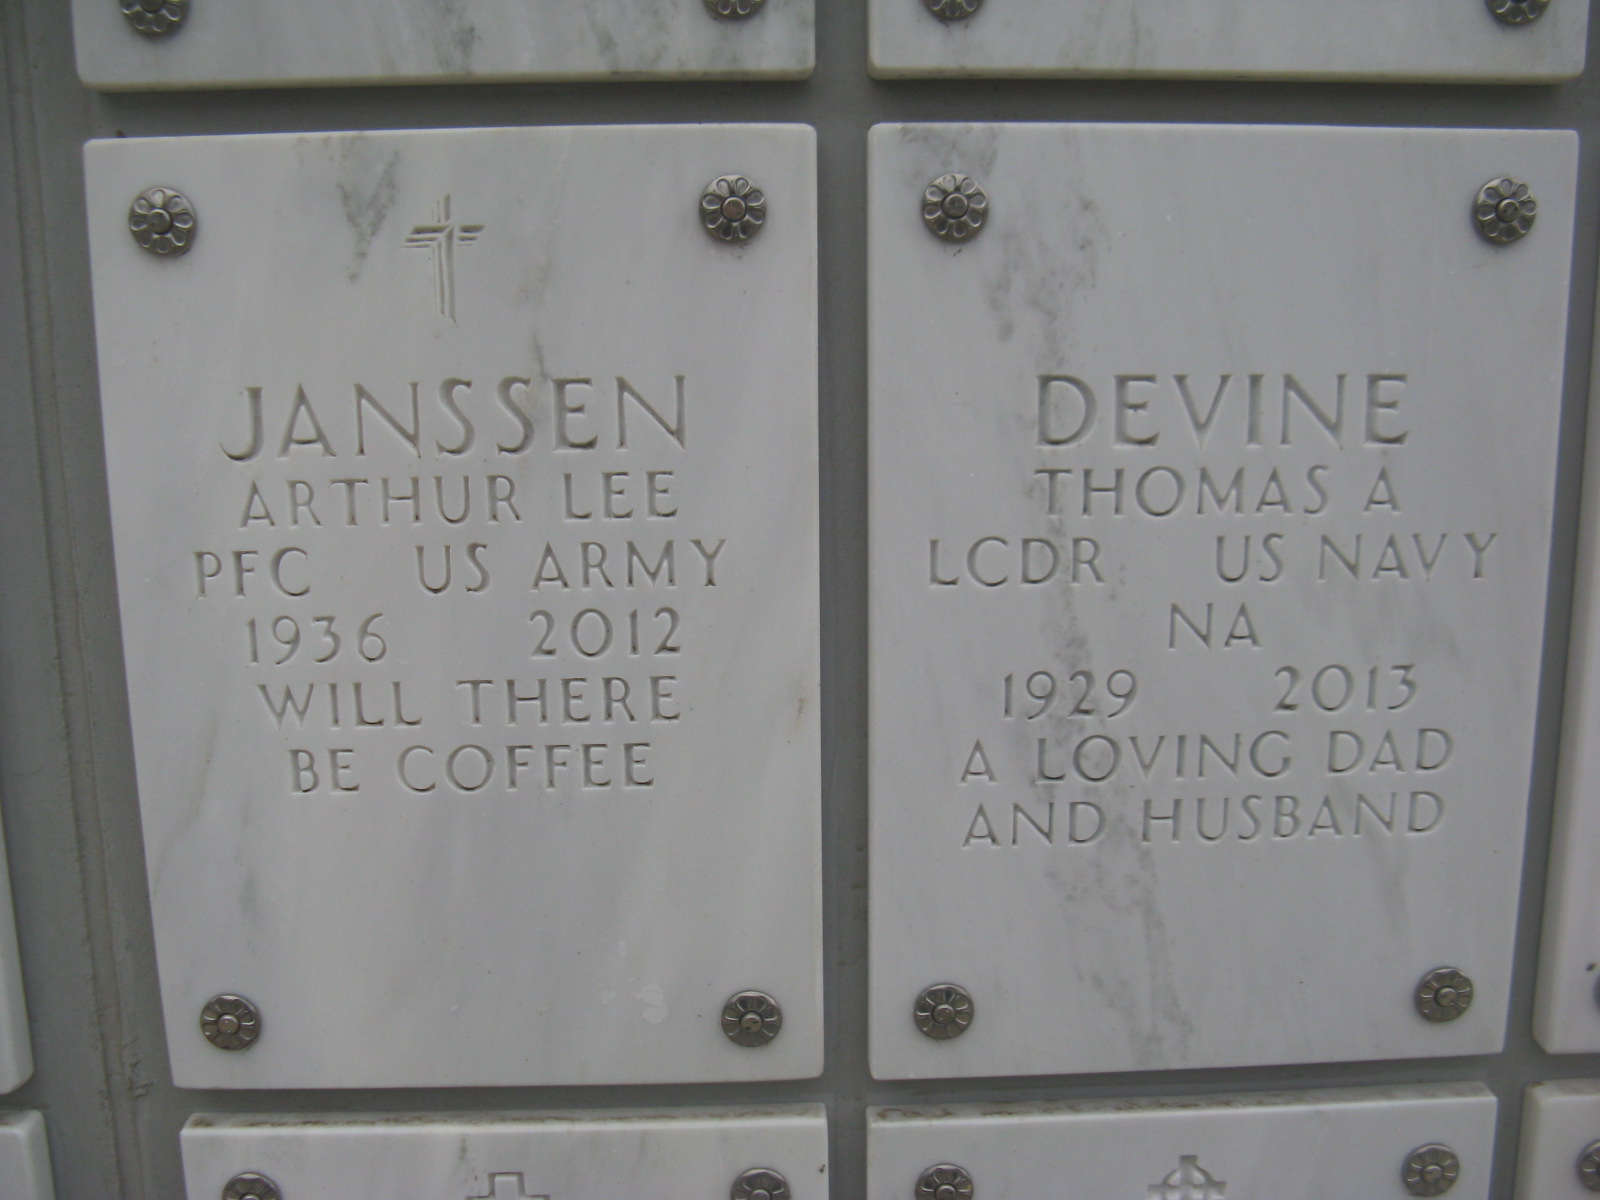 JANSSEN
ARTHUR LEE
PFC US ARMY
1936 2012
WILL THERE
BE COFFEE
DEVINE
THOMAS A
LCDR US NAVY
NA
1929 2013
A LOVING DAD
AND HUSBAND